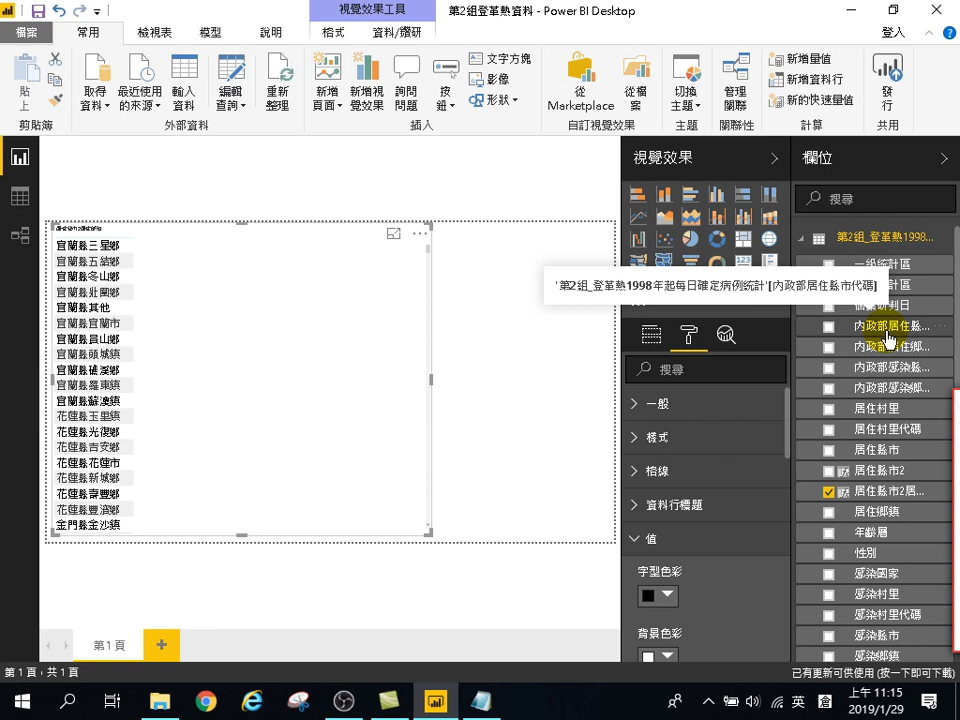 視覺效果工具
第2組登革熱資料 - Power BI Desktop
檔案
常用
檢視表
模型
說明
格式
資料/鑽研
登入
貼上
取得資料
最近使用的來源
輸入資料
編輯查詢
重新整理
新增頁面
新增視覺效果
詢問問題
按鈕
文字方塊
影像
形狀
從 Marketplace
從檔案
切換主題
管理關聯
新增量值
新增資料行
新的快速量值
發行
剪貼簿
外部資料
插入
自訂視覺效果
主題
關聯性
計算
共用
視覺效果
欄位
搜尋
第2組_登革熱1998...
一級統計區
'第2組_登革熱1998年起每日確定病例統計'[內政部居住縣市代碼]
內政部居住縣...
內政部居住鄉...
內政部感染縣...
內政部感染鄉...
居住村里
居住村里代碼
居住縣市
居住縣市2
居住縣市2居...
居住鄉鎮
年齡層
性別
感染國家
感染村里
感染村里代碼
感染縣市
感染鄉鎮
搜尋
一般
樣式
格線
資料行標題
值
字型色彩
背景色彩
宜蘭縣三星鄉
宜蘭縣五結鄉
宜蘭縣冬山鄉
宜蘭縣壯圍鄉
宜蘭縣其他
宜蘭縣宜蘭市
宜蘭縣員山鄉
宜蘭縣頭城鎮
宜蘭縣礁溪鄉
宜蘭縣羅東鎮
宜蘭縣蘇澳鎮
花蓮縣玉里鎮
花蓮縣光復鄉
花蓮縣吉安鄉
花蓮縣花蓮市
花蓮縣新城鄉
花蓮縣壽豐鄉
花蓮縣豐濱鄉
金門縣金沙鎮
第1頁
第 1 頁，共 1 頁
已有更新可供使用 (按一下即可下載)
英
上午 11:15
2019/1/29